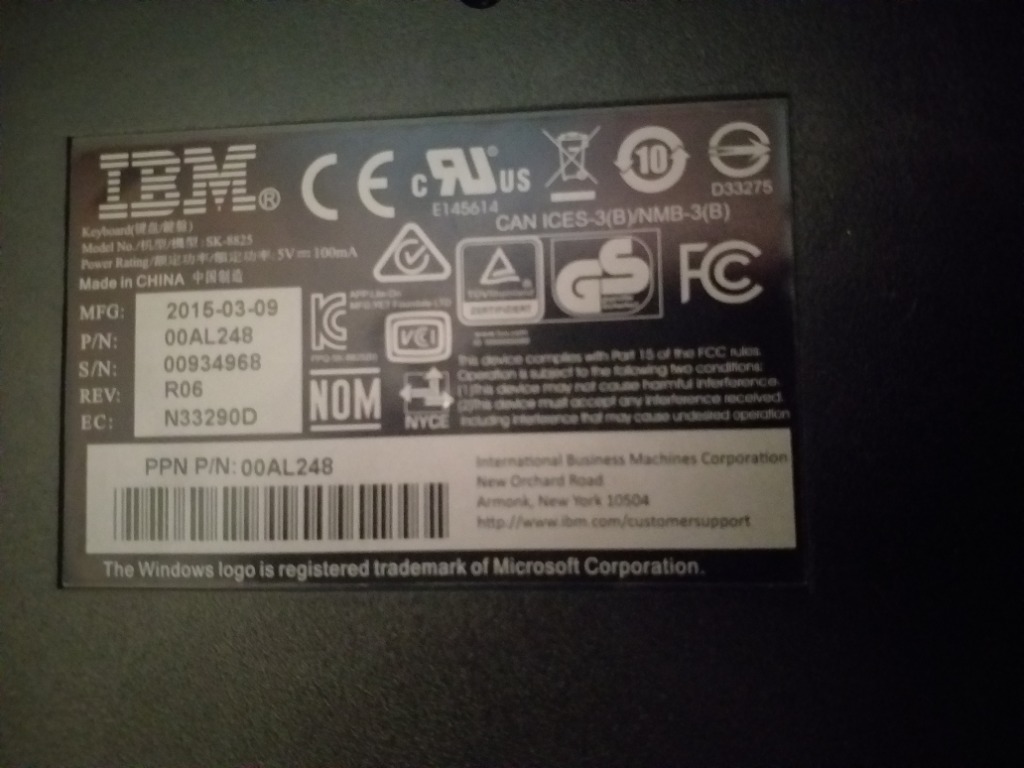 IBM®
CE
c RU US
E145614
10
D33275
CAN ICES-3(B)/NMB-3(B)
Keyboard(键盘/鍵盤)
Model No./机型/機型: SK-8825
Power Rating/额定功率/額定功率: 5V⎓100mA
Made in CHINA 中国制造
MFG: 2015-03-09
P/N: 00AL248
S/N: 00934968
REV: R06
EC: N33290D
VCI
GS
FC
NOM
NYCE
This device complies with Part 15 of the FCC rules.
Operation is subject to the following two conditions:
(1)This device may not cause harmful interference.
(2)This device must accept any interference received.
including interference that may cause undesired operation
PPN P/N: 00AL248
International Business Machines Corporation
New Orchard Road
Armonk, New York 10504
http://www.ibm.com/customersupport
The Windows logo is registered trademark of Microsoft Corporation.